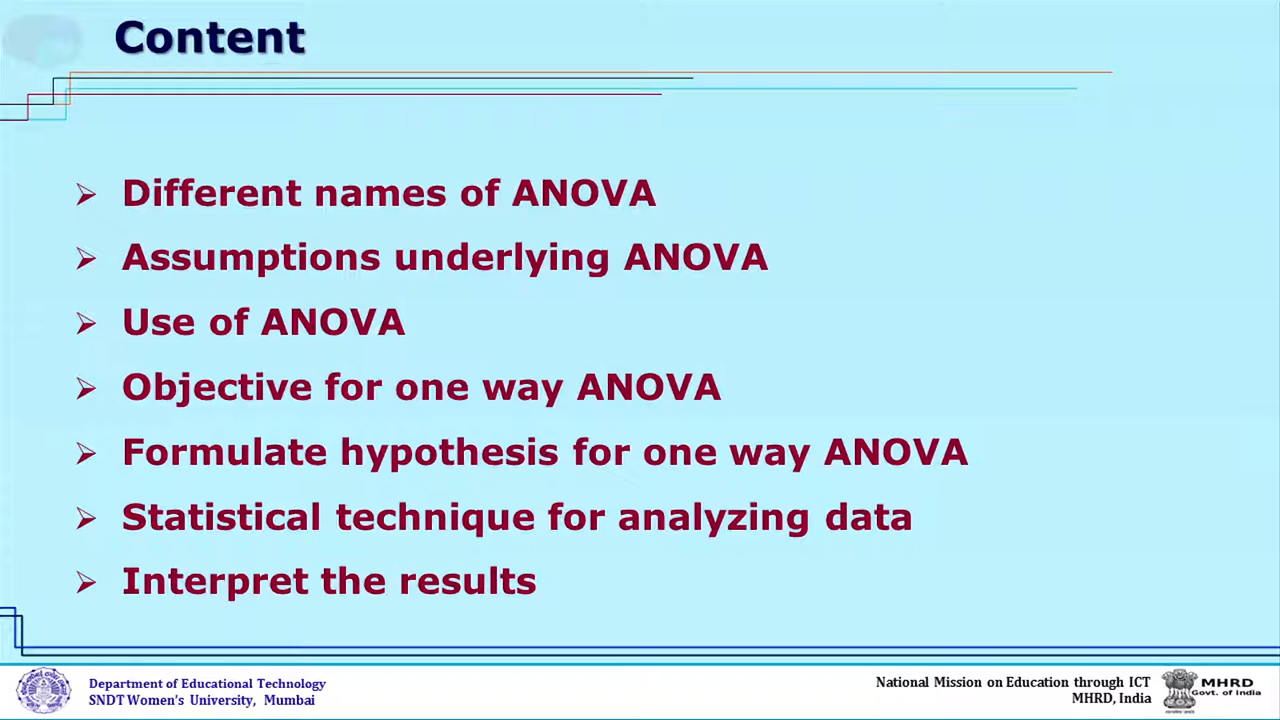 Content
Different names of ANOVA
Assumptions underlying ANOVA
Use of ANOVA
Objective for one way ANOVA
Formulate hypothesis for one way ANOVA
Statistical technique for analyzing data
Interpret the results
Department of Educational Technology
SNDT Women's University, Mumbai
National Mission on Education through ICT
MHRD, India
MHRD
Govt. of India